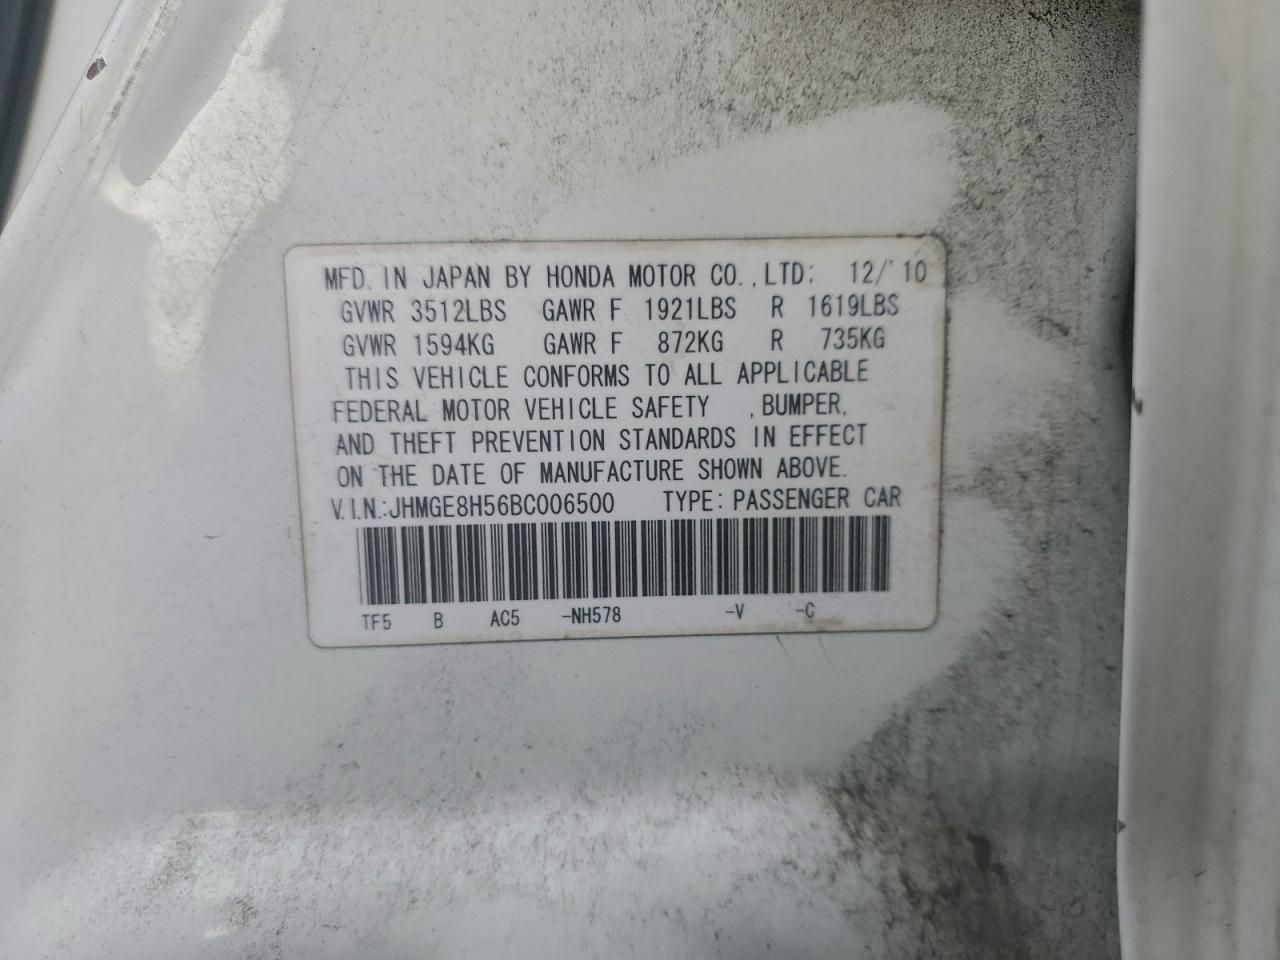 MFD. IN JAPAN BY HONDA MOTOR CO., LTD: 12/'10
GVWR 3512LBS GAWR F 1921LBS R 1619LBS
GVWR 1594KG GAWR F 872KG R 735KG
THIS VEHICLE CONFORMS TO ALL APPLICABLE
FEDERAL MOTOR VEHICLE SAFETY , BUMPER,
AND THEFT PREVENTION STANDARDS IN EFFECT
ON THE DATE OF MANUFACTURE SHOWN ABOVE.
V.I.N.:JHMGE8H56BC006500 TYPE: PASSENGER CAR
TF5 B AC5 -NH578 -V -C